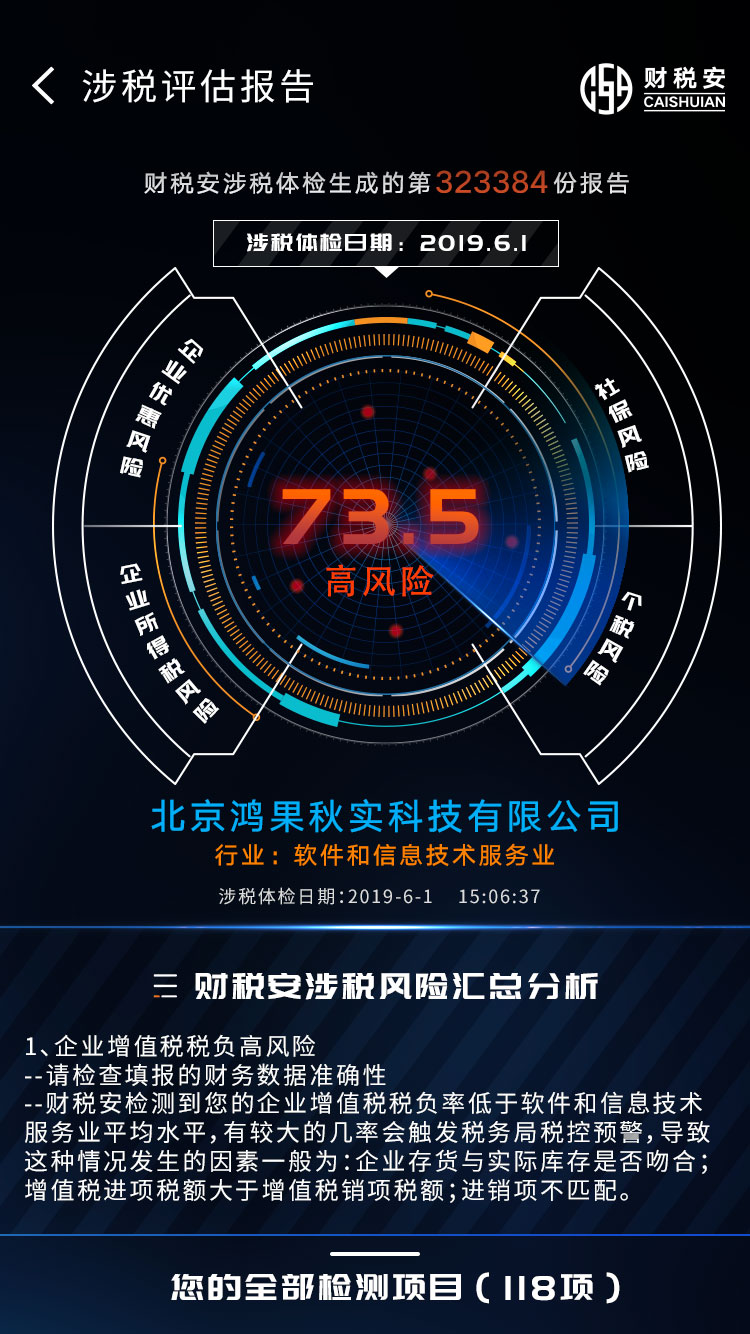 涉税评估报告
财税安
CAISHUIAN
财税安涉税体检生成的第323384份报告
涉税体检日期：2019.6.1
企业优惠风险
社保风险
73.5
高风险
企业所得税风险
个税风险
北京鸿果秋实科技有限公司
行业：软件和信息技术服务业
涉税体检日期:2019-6-1 15:06:37
财税安涉税风险汇总分析
1、企业增值税税负高风险
--请检查填报的财务数据准确性
--财税安检测到您的企业增值税税负率低于软件和信息技术
服务业平均水平,有较大的几率会触发税务局税控预警,导致
这种情况发生的因素一般为:企业存货与实际库存是否吻合;
增值税进项税额大于增值税销项税额;进销项不匹配。
您的全部检测项目(118项)